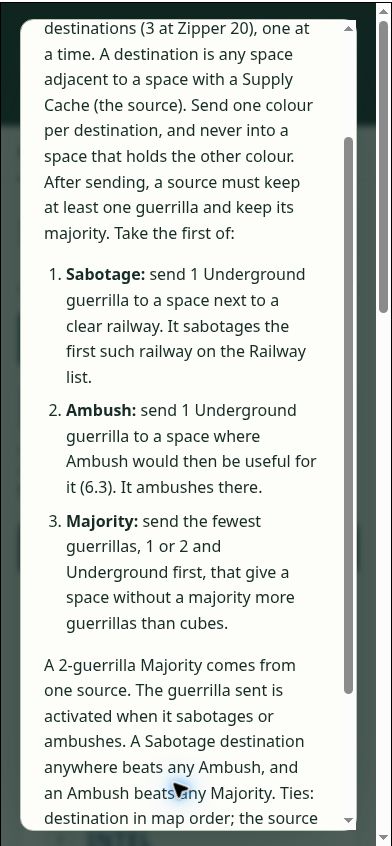 destinations (3 at Zipper 20), one at
a time. A destination is any space
adjacent to a space with a Supply
Cache (the source). Send one colour
per destination, and never into a
space that holds the other colour.
After sending, a source must keep
at least one guerrilla and keep its
majority. Take the first of:
1. Sabotage: send 1 Underground
guerrilla to a space next to a
clear railway. It sabotages the
first such railway on the Railway
list.
2. Ambush: send 1 Underground
guerrilla to a space where
Ambush would then be useful for
it (6.3). It ambushes there.
3. Majority: send the fewest
guerrillas, 1 or 2 and
Underground first, that give a
space without a majority more
guerrillas than cubes.
A 2-guerrilla Majority comes from
one source. The guerrilla sent is
activated when it sabotages or
ambushes. A Sabotage destination
anywhere beats any Ambush, and
an Ambush beats any Majority. Ties:
destination in map order; the source